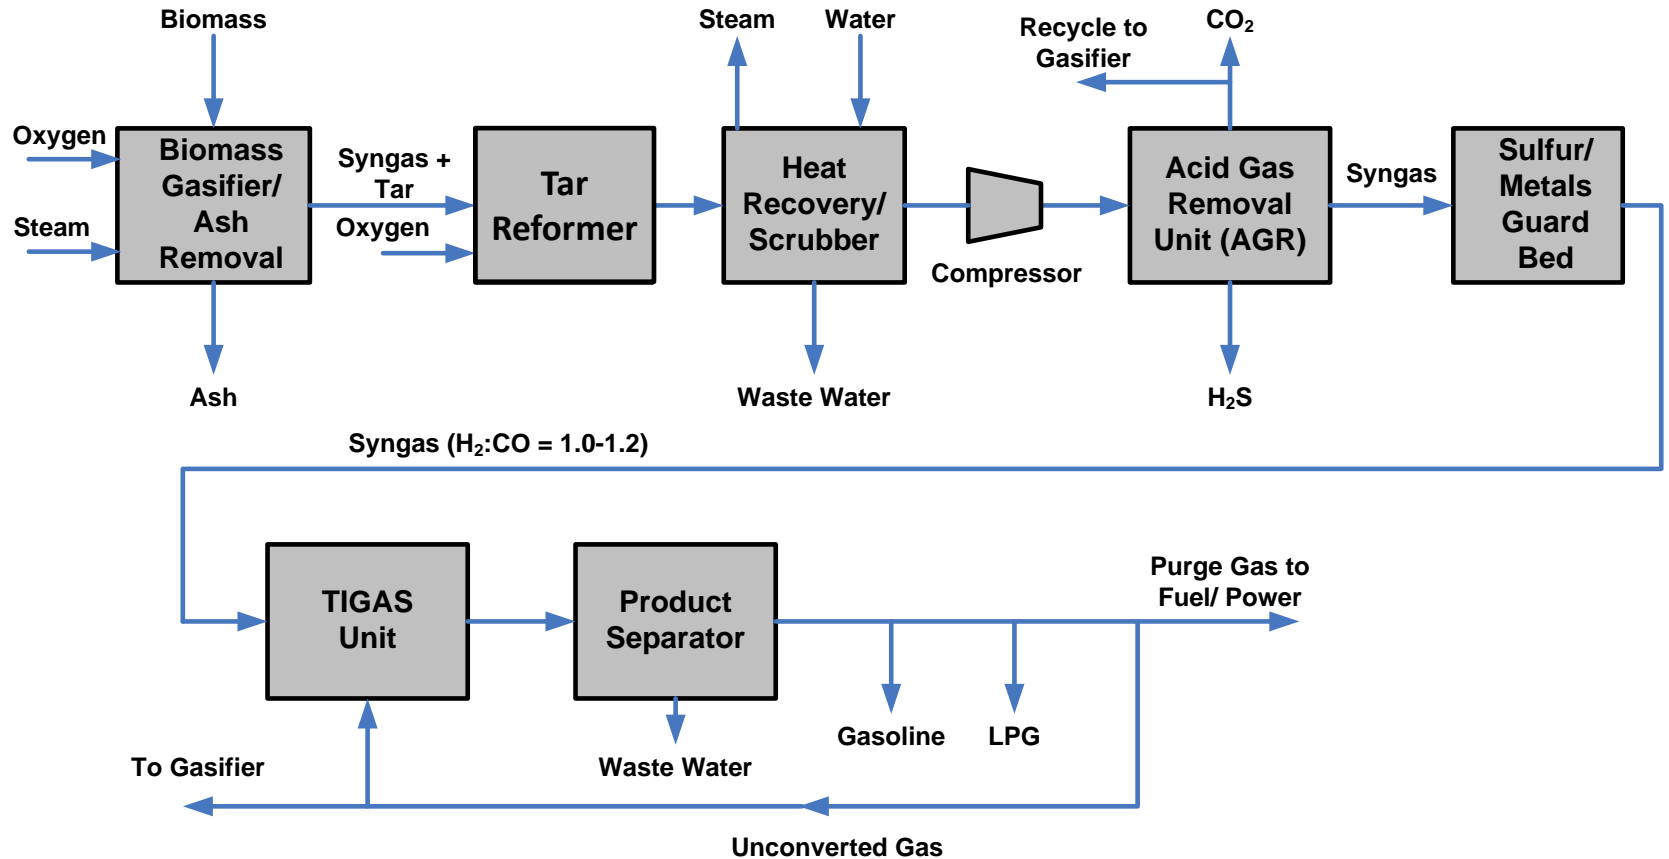 Biomass
Steam
Water
Recycle to
Gasifier
CO₂
Oxygen
Steam
Biomass
Gasifier/
Ash
Removal
Syngas +
Tar
Oxygen
Tar
Reformer
Heat
Recovery/
Scrubber
Compressor
Acid Gas
Removal
Unit (AGR)
Syngas
Sulfur/
Metals
Guard
Bed
Ash
Waste Water
H₂S
Syngas (H₂:CO = 1.0-1.2)
TIGAS
Unit
Product
Separator
Purge Gas to
Fuel/ Power
Gasoline
LPG
To Gasifier
Waste Water
Unconverted Gas